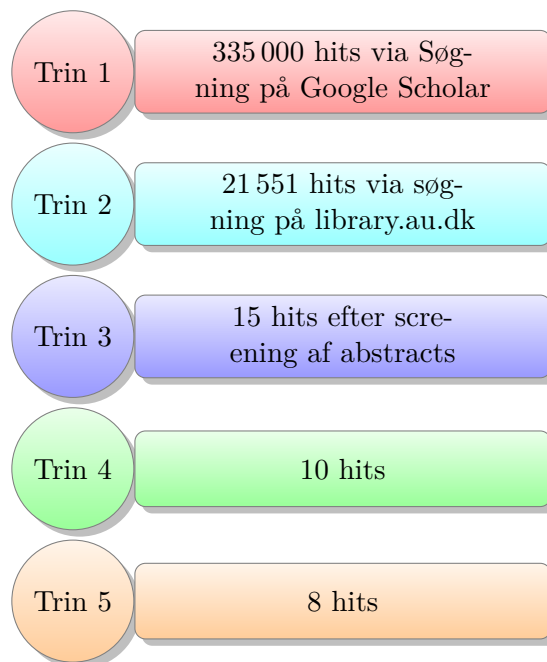 Trin 1
335 000 hits via Søg-
ning på Google Scholar
Trin 2
21 551 hits via søg-
ning på library.au.dk
Trin 3
15 hits efter scre-
ening af abstracts
Trin 4
10 hits
Trin 5
8 hits